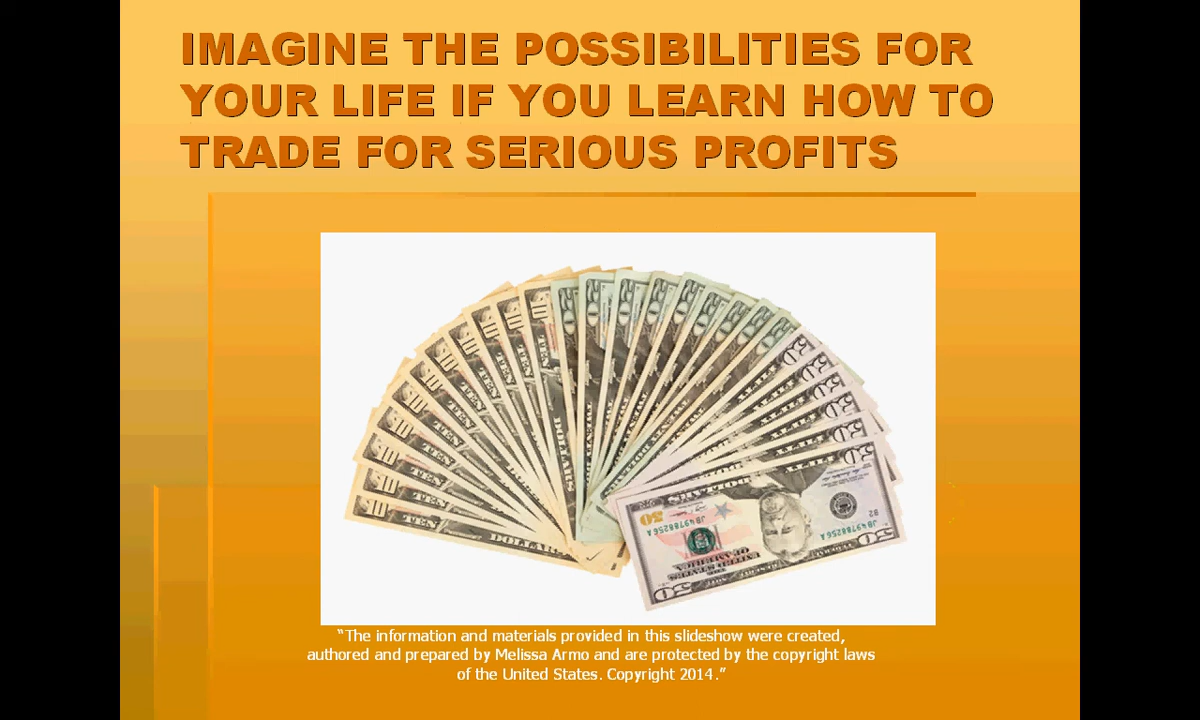 IMAGINE THE POSSIBILITIES FOR
YOUR LIFE IF YOU LEARN HOW TO
TRADE FOR SERIOUS PROFITS
“The information and materials provided in this slideshow were created,
authored and prepared by Melissa Armo and are protected by the copyright laws
of the United States. Copyright 2014.”